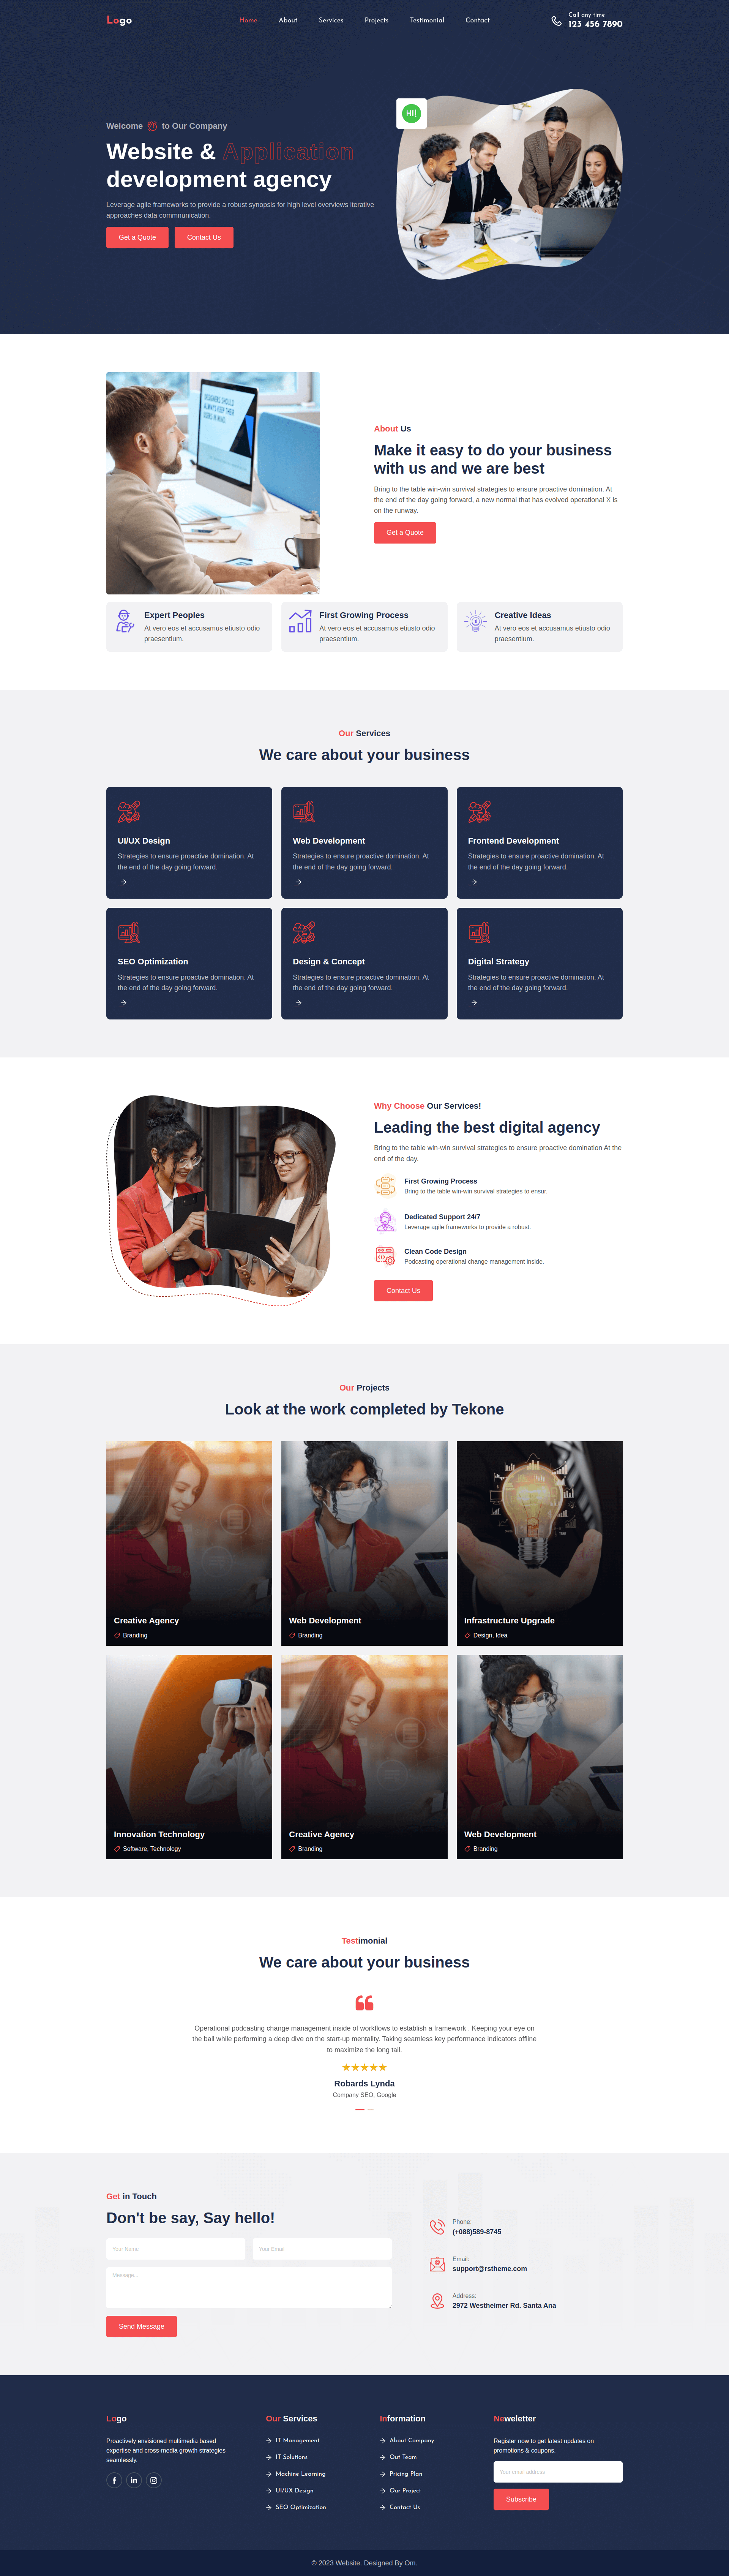 Logo
Home
About
Services
Projects
Testimonial
Contact
Call any time
123 456 7890
Welcome to Our Company
Website & Application
development agency
Leverage agile frameworks to provide a robust synopsis for high level overviews iterative
approaches data commnunication.
Get a Quote
Contact Us
HI!
About Us
Make it easy to do your business
with us and we are best
Bring to the table win-win survival strategies to ensure proactive domination. At
the end of the day going forward, a new normal that has evolved operational X is
on the runway.
Get a Quote
Expert Peoples
At vero eos et accusamus etiusto odio
praesentium.
First Growing Process
At vero eos et accusamus etiusto odio
praesentium.
Creative Ideas
At vero eos et accusamus etiusto odio
praesentium.
Our Services
We care about your business
UI/UX Design
Strategies to ensure proactive domination. At
the end of the day going forward.
Web Development
Strategies to ensure proactive domination. At
the end of the day going forward.
Frontend Development
Strategies to ensure proactive domination. At
the end of the day going forward.
SEO Optimization
Strategies to ensure proactive domination. At
the end of the day going forward.
Design & Concept
Strategies to ensure proactive domination. At
the end of the day going forward.
Digital Strategy
Strategies to ensure proactive domination. At
the end of the day going forward.
Why Choose Our Services!
Leading the best digital agency
Bring to the table win-win survival strategies to ensure proactive domination At the
end of the day.
First Growing Process
Bring to the table win-win survival strategies to ensur.
Dedicated Support 24/7
Leverage agile frameworks to provide a robust.
Clean Code Design
Podcasting operational change management inside.
Contact Us
Our Projects
Look at the work completed by Tekone
Creative Agency
Branding
Web Development
Branding
Infrastructure Upgrade
Design, Idea
Innovation Technology
Software, Technology
Creative Agency
Branding
Web Development
Branding
Testimonial
We care about your business
Operational podcasting change management inside of workflows to establish a framework . Keeping your eye on
the ball while performing a deep dive on the start-up mentality. Taking seamless key performance indicators offline
to maximize the long tail.
Robards Lynda
Company SEO, Google
Get in Touch
Don't be say, Say hello!
Your Name
Your Email
Message...
Send Message
Phone:
(+088)589-8745
Email:
support@rstheme.com
Address:
2972 Westheimer Rd. Santa Ana
Logo
Proactively envisioned multimedia based
expertise and cross-media growth strategies
seamlessly.
Our Services
IT Management
IT Solutions
Machine Learning
UI/UX Design
SEO Optimization
Information
About Company
Out Team
Pricing Plan
Our Project
Contact Us
Neweletter
Register now to get latest updates on
promotions & coupons.
Your email address
Subscribe
© 2023 Website. Designed By Om.